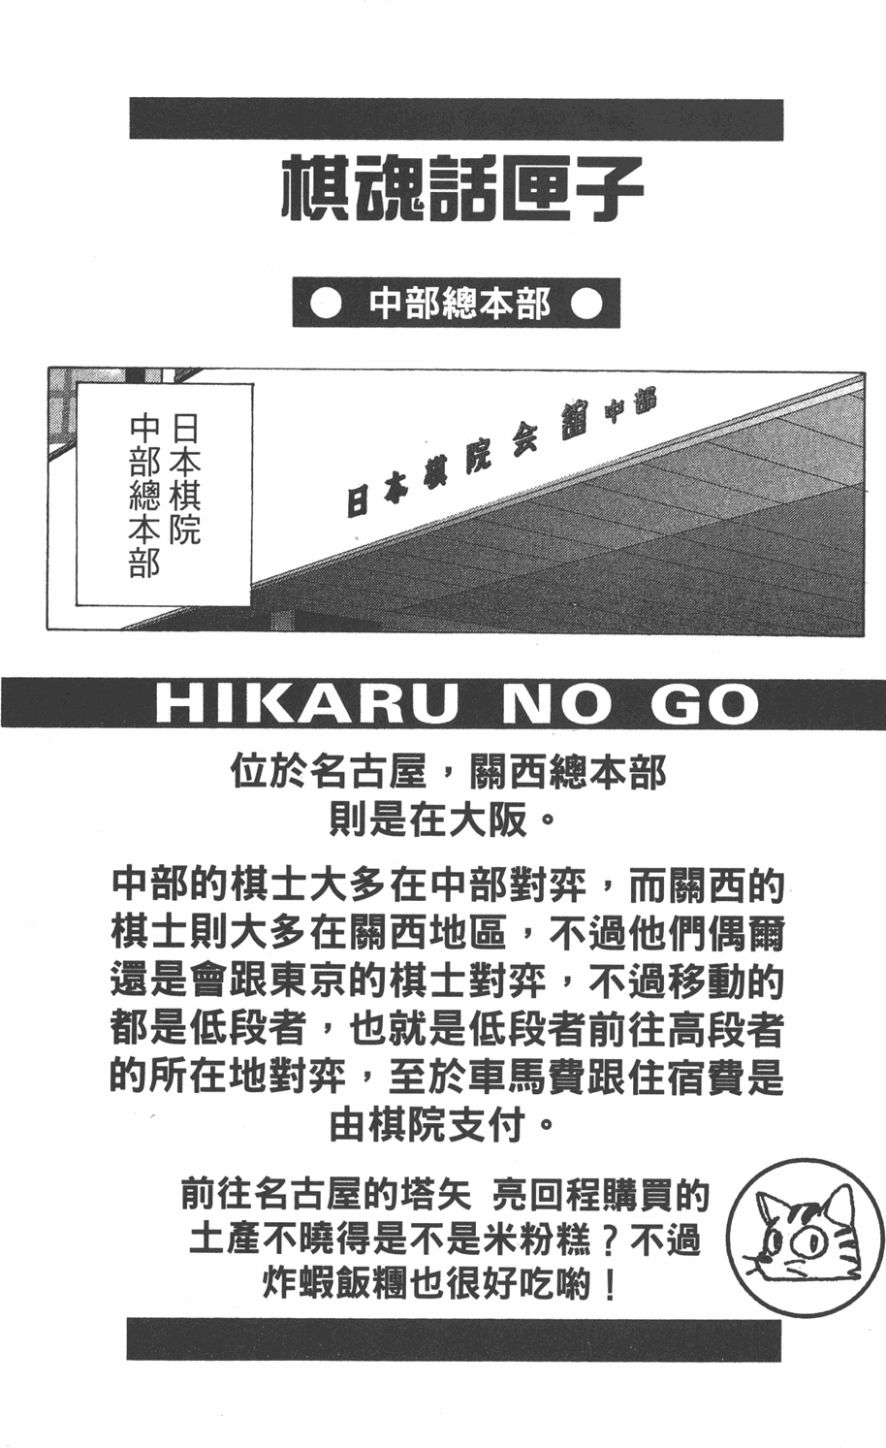 棋魂話匣子
● 中部總本部 ●
日本棋院
中部總本部
日本棋院会館中部
HIKARU NO GO
位於名古屋，關西總本部
則是在大阪。
中部的棋士大多在中部對弈，而關西的
棋士則大多在關西地區，不過他們偶爾
還是會跟東京的棋士對弈，不過移動的
都是低段者，也就是低段者前往高段者
的所在地對弈，至於車馬費跟住宿費是
由棋院支付。
前往名古屋的塔矢 亮回程購買的
土產不曉得是不是米粉糕？不過
炸蝦飯糰也很好吃喲！